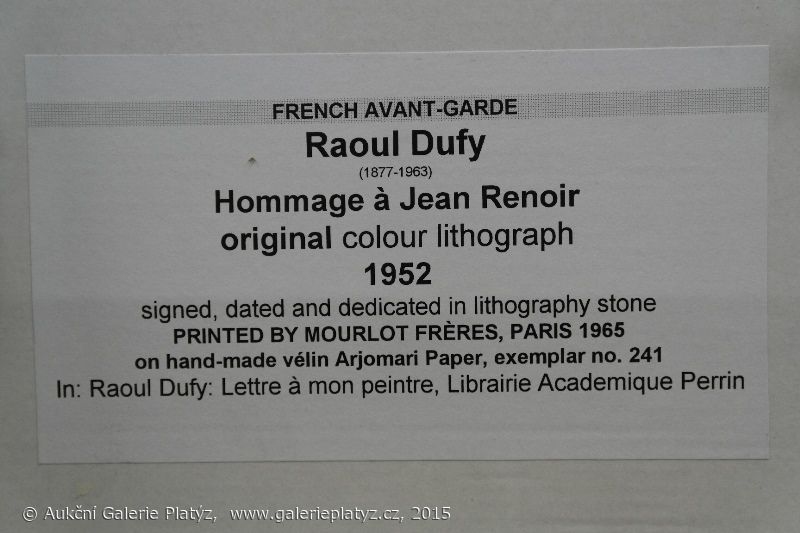 FRENCH AVANT-GARDE
Raoul Dufy
(1877-1963)
Hommage à Jean Renoir
original colour lithograph
1952
signed, dated and dedicated in lithography stone
PRINTED BY MOURLOT FRÈRES, PARIS 1965
on hand-made vélin Arjomari Paper, exemplar no. 241
In: Raoul Dufy: Lettre à mon peintre, Librairie Academique Perrin
© Aukční Galerie Platýz, www.galerieplatyz.cz, 2015